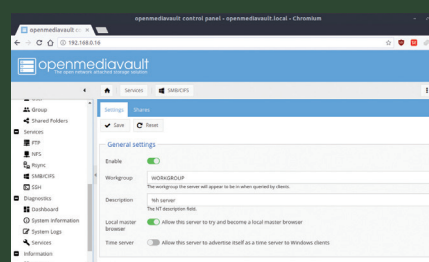 openmediavault control panel - openmediavault.local - Chromium
192.168.0.16
openmediavault
The open network attached storage solution
Services
SMB/CIFS
Settings
Shares
Save
Reset
Group
Shared Folders
Services
FTP
NFS
Rsync
SMB/CIFS
SSH
Diagnostics
Dashboard
System Information
System Logs
Services
Information
General settings
Enable
Workgroup
WORKGROUP
The workgroup the server will appear to be in when queried by clients.
Description
%h server
The NT description field.
Local master
browser
Allow this server to try and become a local master browser
Time server
Allow this server to advertise itself as a time server to Windows clients